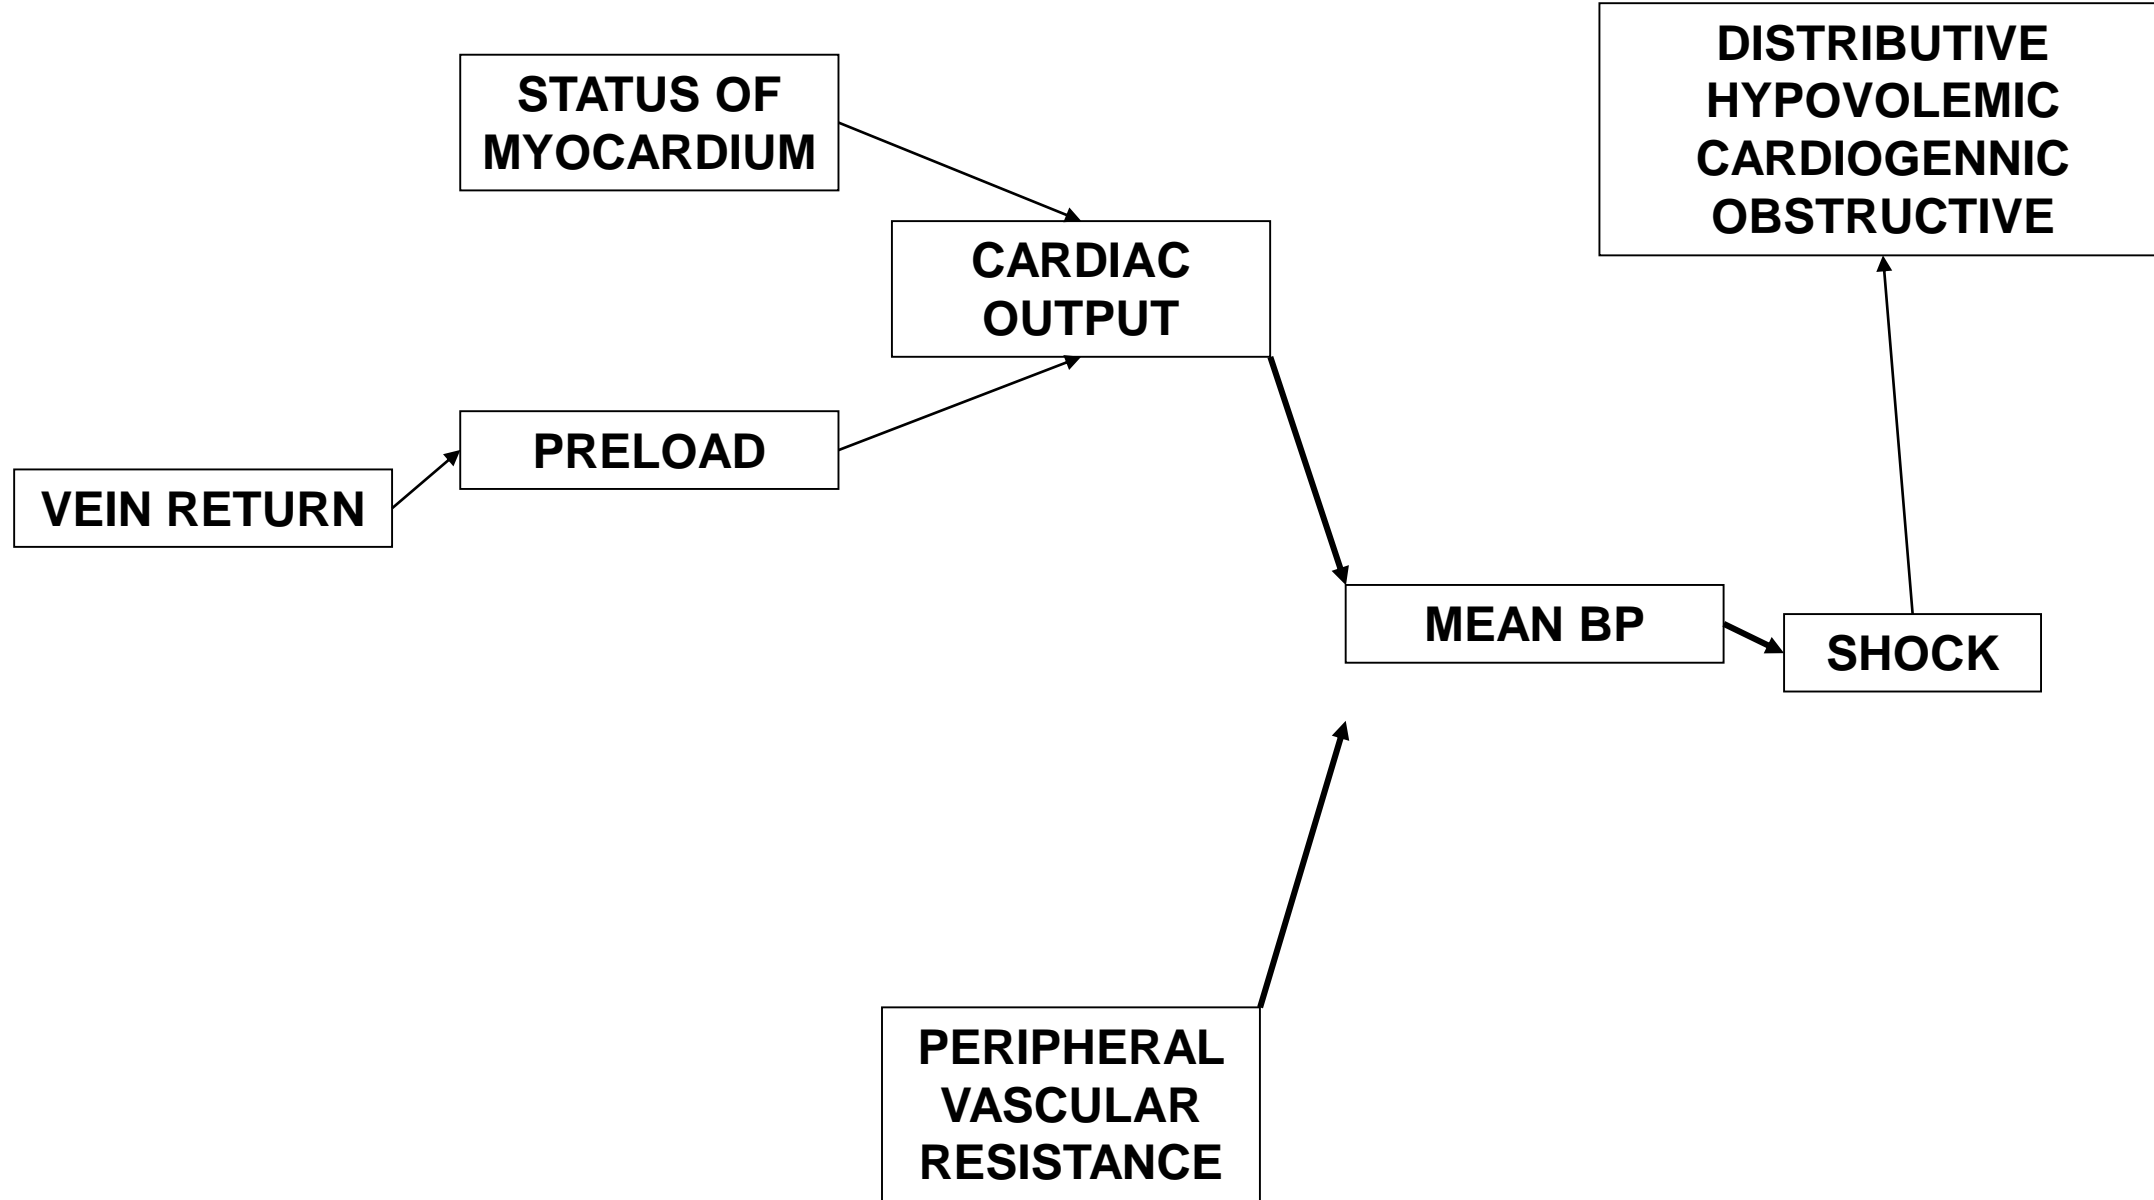 DISTRIBUTIVE
HYPOVOLEMIC
CARDIOGENNIC
OBSTRUCTIVE
STATUS OF
MYOCARDIUM
CARDIAC
OUTPUT
PRELOAD
VEIN RETURN
MEAN BP
SHOCK
PERIPHERAL
VASCULAR
RESISTANCE